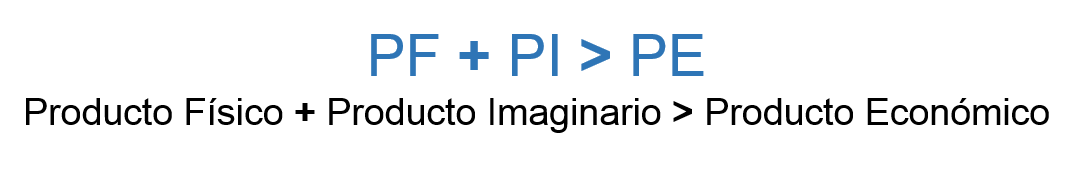 PF + PI > PE
Producto Físico + Producto Imaginario > Producto Económico